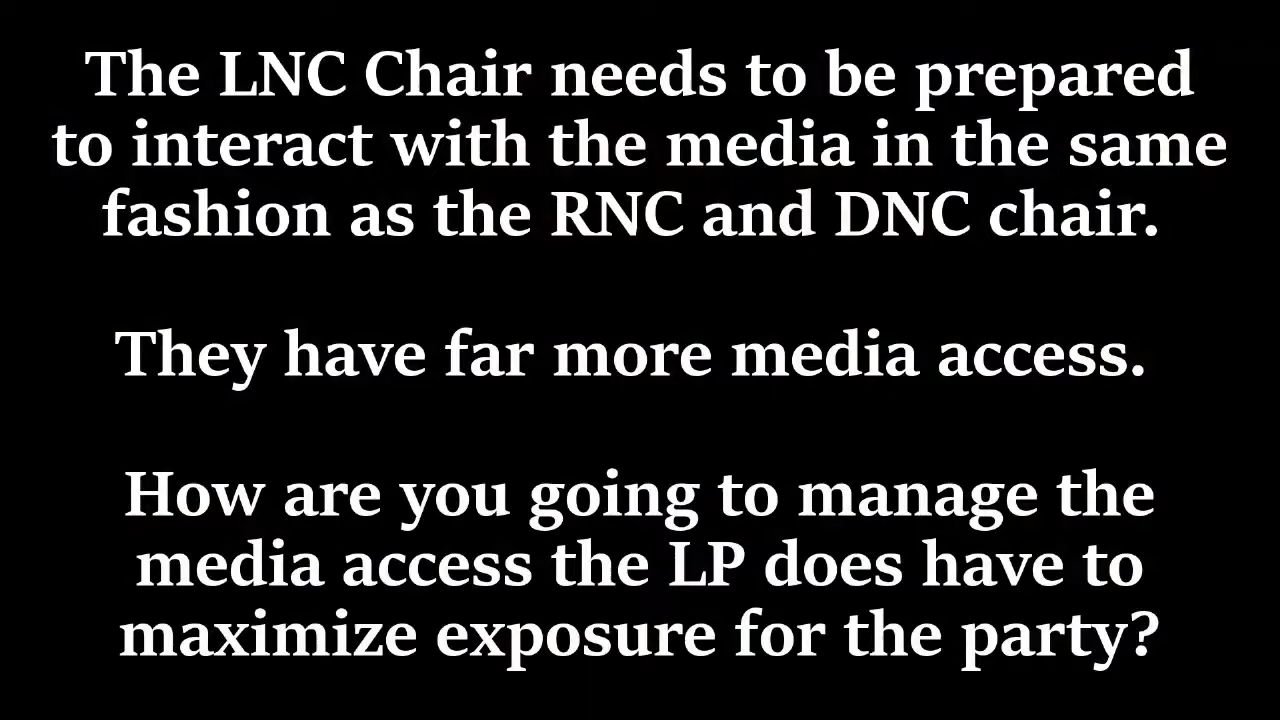 The LNC Chair needs to be prepared
to interact with the media in the same
fashion as the RNC and DNC chair.
They have far more media access.
How are you going to manage the
media access the LP does have to
maximize exposure for the party?